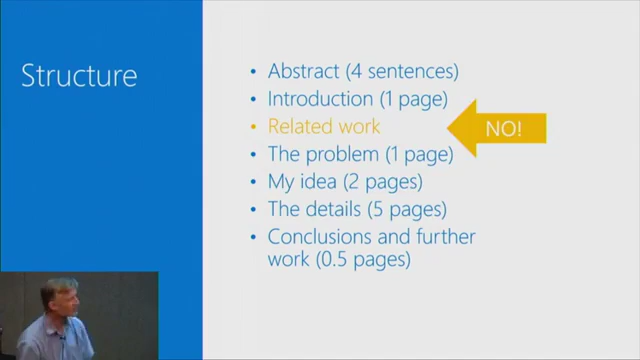 Structure
• Abstract (4 sentences)
• Introduction (1 page)
• Related work
NO!
• The problem (1 page)
• My idea (2 pages)
• The details (5 pages)
• Conclusions and further
work (0.5 pages)